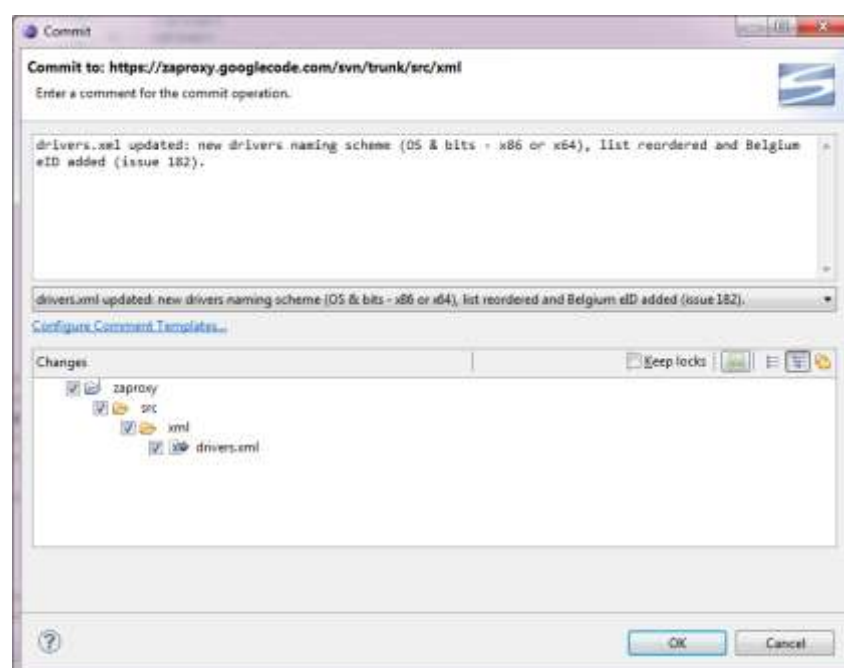 Commit
Commit to: https://zaproxy.googlecode.com/svn/trunk/src/xml
Enter a comment for the commit operation.
drivers.xml updated: new drivers naming scheme (OS & bits - x86 or x64), list reordered and Belgium
eID added (issue 182).
drivers.xml updated: new drivers naming scheme (OS & bits - x86 or x64), list reordered and Belgium eID added (issue 182).
Configure Comment Templates...
Changes
Keep locks
zaproxy
src
xml
drivers.xml
OK
Cancel